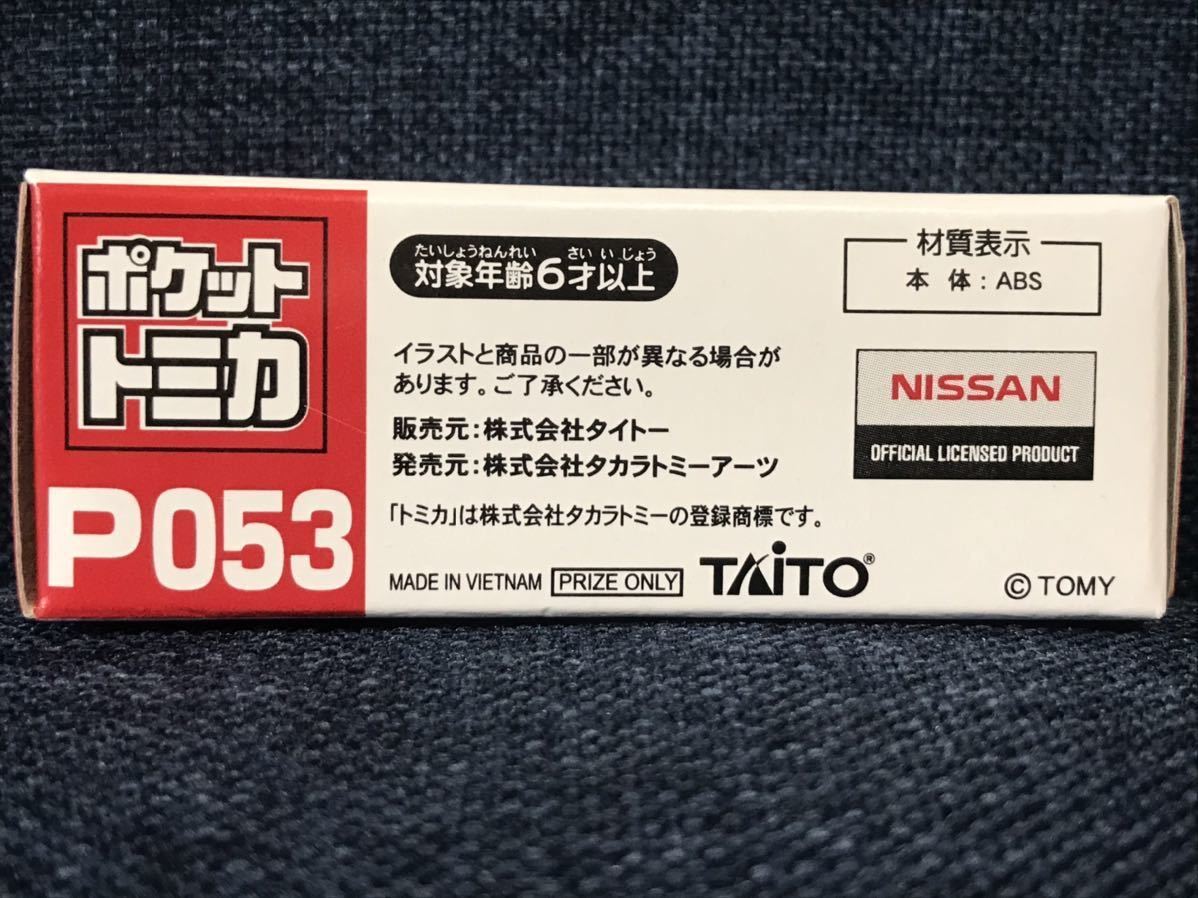 ポケット
トミカ
P053
たいしょうねんれい さいいじょう
対象年齢6才以上
イラストと商品の一部が異なる場合が
あります。ご了承ください。
販売元:株式会社タイトー
発売元:株式会社タカラトミーアーツ
「トミカ」は株式会社タカラトミーの登録商標です。
MADE IN VIETNAM PRIZE ONLY TAiTO®
材質表示
本 体:ABS
NISSAN
OFFICIAL LICENSED PRODUCT
© TOMY